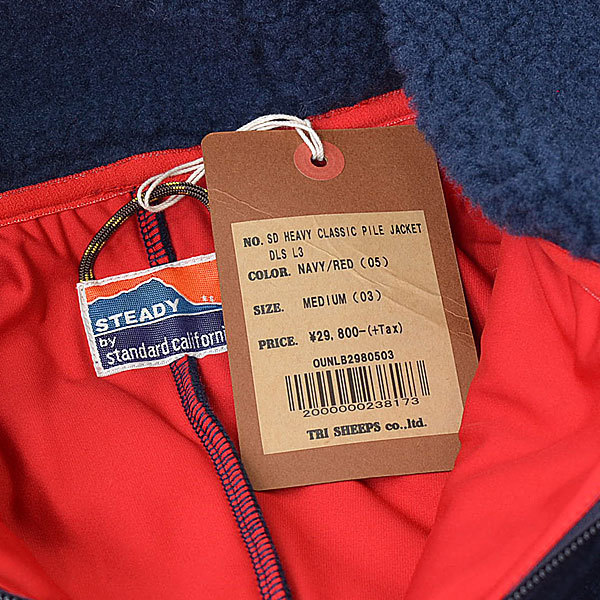 NO. SD HEAVY CLASSIC PILE JACKET
DLS L3
COLOR. NAVY/RED (05)
SIZE. MEDIUM (03)
PRICE. ¥29,800-(+Tax)
OUNLB2980503
2000000238173
TRI SHEEPS co.,ltd.
STEADY
by
standard californi